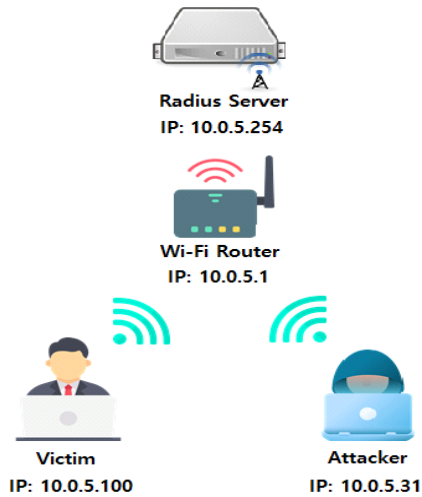 Radius Server
IP: 10.0.5.254
Wi-Fi Router
IP: 10.0.5.1
Victim
IP: 10.0.5.100
Attacker
IP: 10.0.5.31